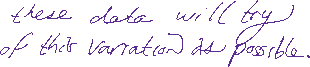 these data will try
of this variation as possible.